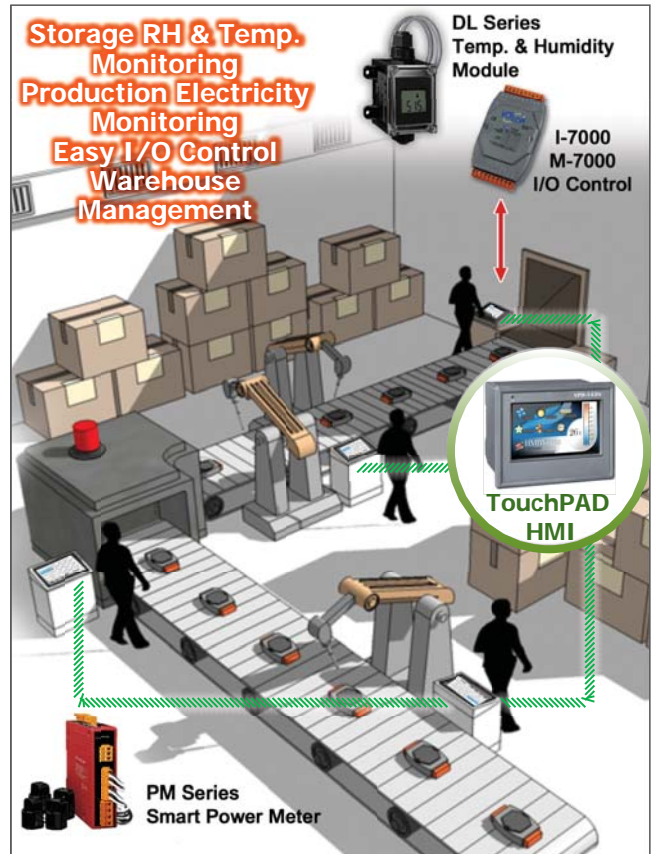 Storage RH & Temp.
Monitoring
Production Electricity
Monitoring
Easy I/O Control
Warehouse
Management
DL Series
Temp. & Humidity
Module
I-7000
M-7000
I/O Control
TouchPAD
HMI
PM Series
Smart Power Meter